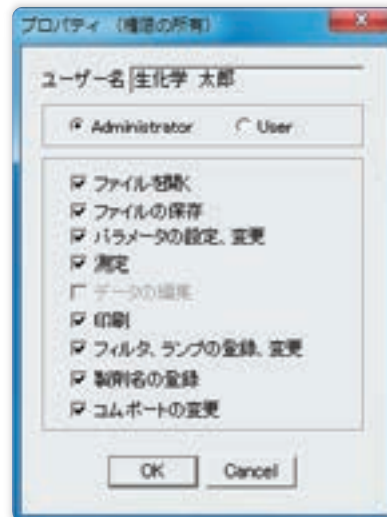 プロパティ (権限の所有)
ユーザー名 生化学 太郎
Administrator User
ファイルを開く
ファイルの保存
パラメータの設定、変更
測定
データの編集
印刷
フィルタ、ランプの登録、変更
製剤名の登録
コムポートの変更
OK Cancel